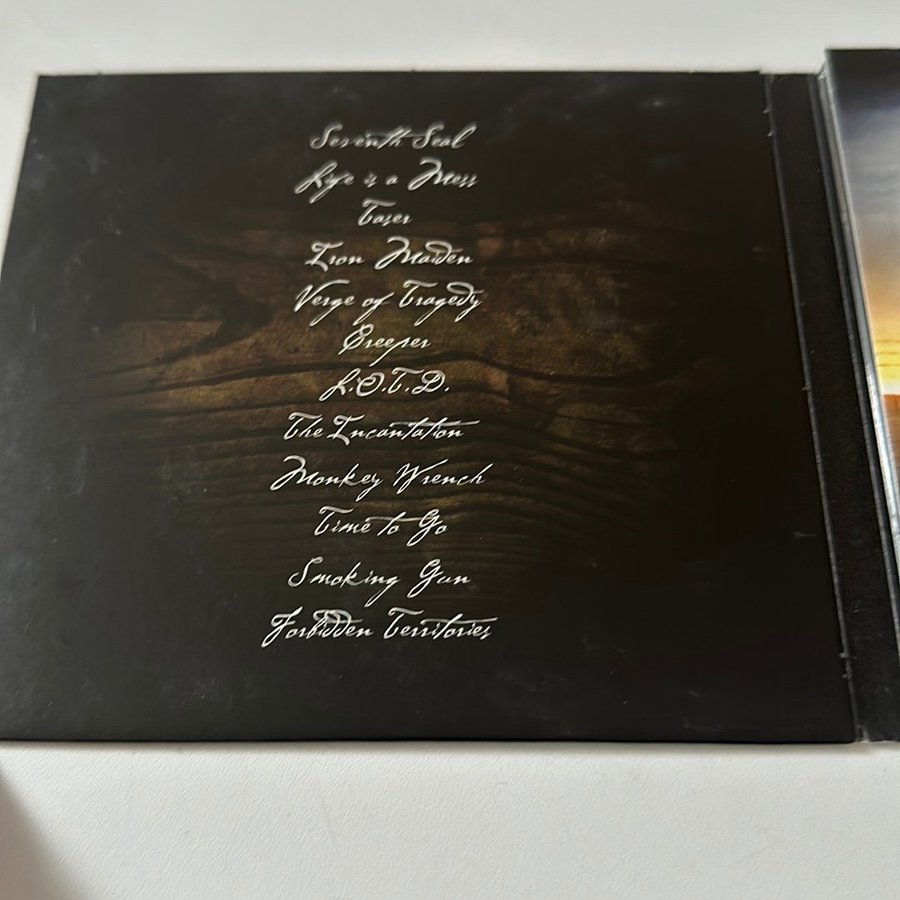 Seventh Seal
Life is a Mess
Taser
Iron Maiden
Verge of Tragedy
Creeper
L.O.T.D.
The Incantation
Monkey Wrench
Time to Go
Smoking Gun
Forbidden Territories